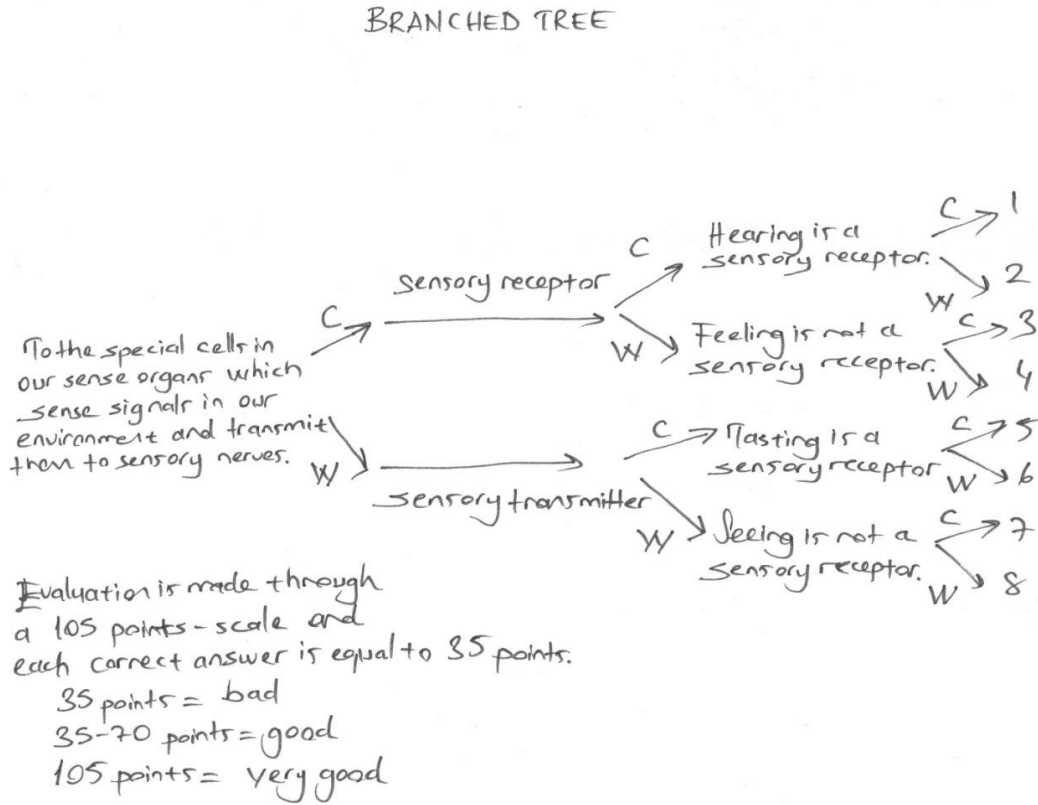 BRANCHED TREE
To the special cells in
our sense organs which
sense signals in our
environment and transmit
them to sensory nerves.
C
sensory receptor
W
sensory transmitter
C
Hearing is a
sensory receptor.
W
Feeling is not a
sensory receptor.
C
Tasting is a
sensory receptor
W
Seeing is not a
sensory receptor.
C 1
W 2
C 3
W 4
C 5
W 6
C 7
W 8
Evaluation is made through
a 105 points-scale and
each correct answer is equal to 35 points.
35 points = bad
35-70 points = good
105 points = very good